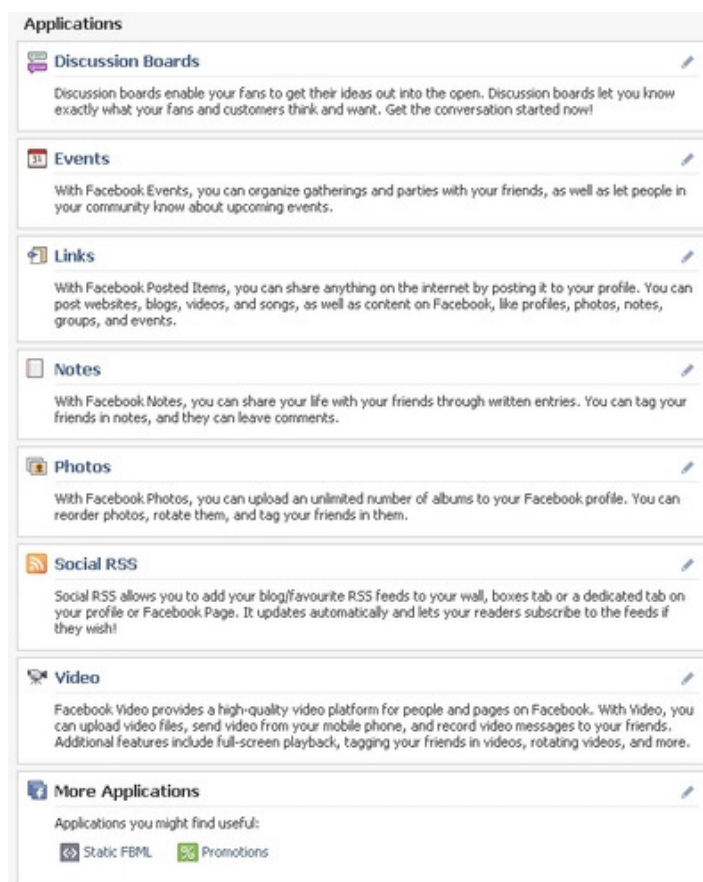 Applications
Discussion Boards
Discussion boards enable your fans to get their ideas out into the open. Discussion boards let you know
exactly what your fans and customers think and want. Get the conversation started now!
31
Events
With Facebook Events, you can organize gatherings and parties with your friends, as well as let people in
your community know about upcoming events.
Links
With Facebook Posted Items, you can share anything on the internet by posting it to your profile. You can
post websites, blogs, videos, and songs, as well as content on Facebook, like profiles, photos, notes,
groups, and events.
Notes
With Facebook Notes, you can share your life with your friends through written entries. You can tag your
friends in notes, and they can leave comments.
Photos
With Facebook Photos, you can upload an unlimited number of albums to your Facebook profile. You can
reorder photos, rotate them, and tag your friends in them.
Social RSS
Social RSS allows you to add your blog/favourite RSS feeds to your wall, boxes tab or a dedicated tab on
your profile or Facebook Page. It updates automatically and lets your readers subscribe to the feeds if
they wish!
Video
Facebook Video provides a high-quality video platform for people and pages on Facebook. With Video, you
can upload video files, send video from your mobile phone, and record video messages to your friends.
Additional features include full-screen playback, tagging your friends in videos, rotating videos, and more.
More Applications
Applications you might find useful:
Static FBML % Promotions